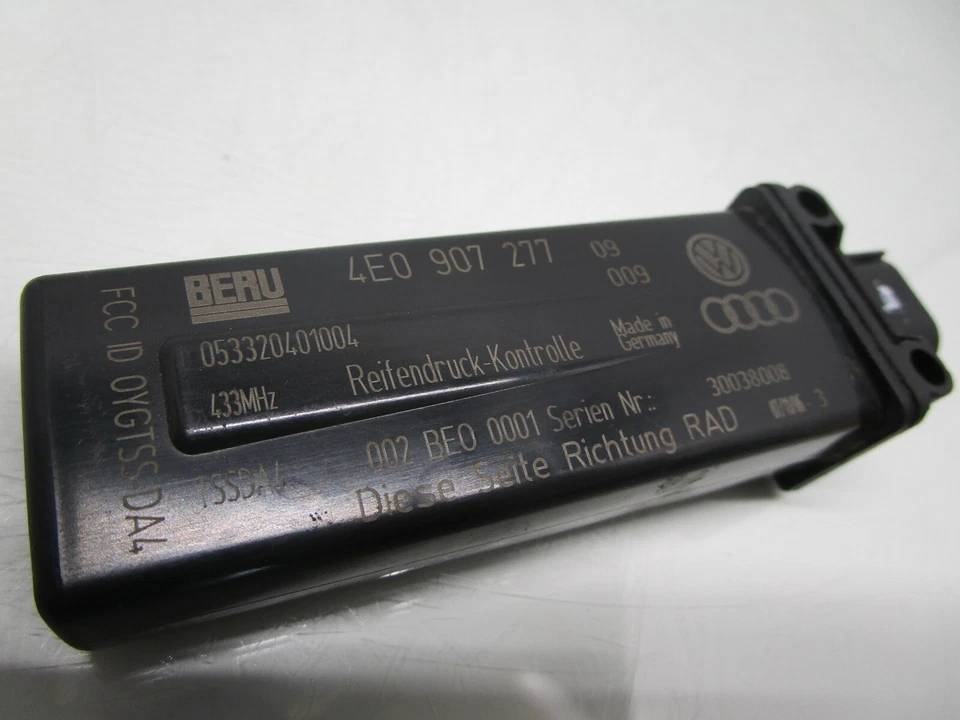 BERU
4E0 907 277
09
009
VW
053320401004
Made in
Germany
433MHz
Reifendruck-Kontrolle
002 BE0 0001 Serien Nr.:
30038008
TSSDA4
Diese Seite Richtung RAD
FCC ID OYGTSSDA4